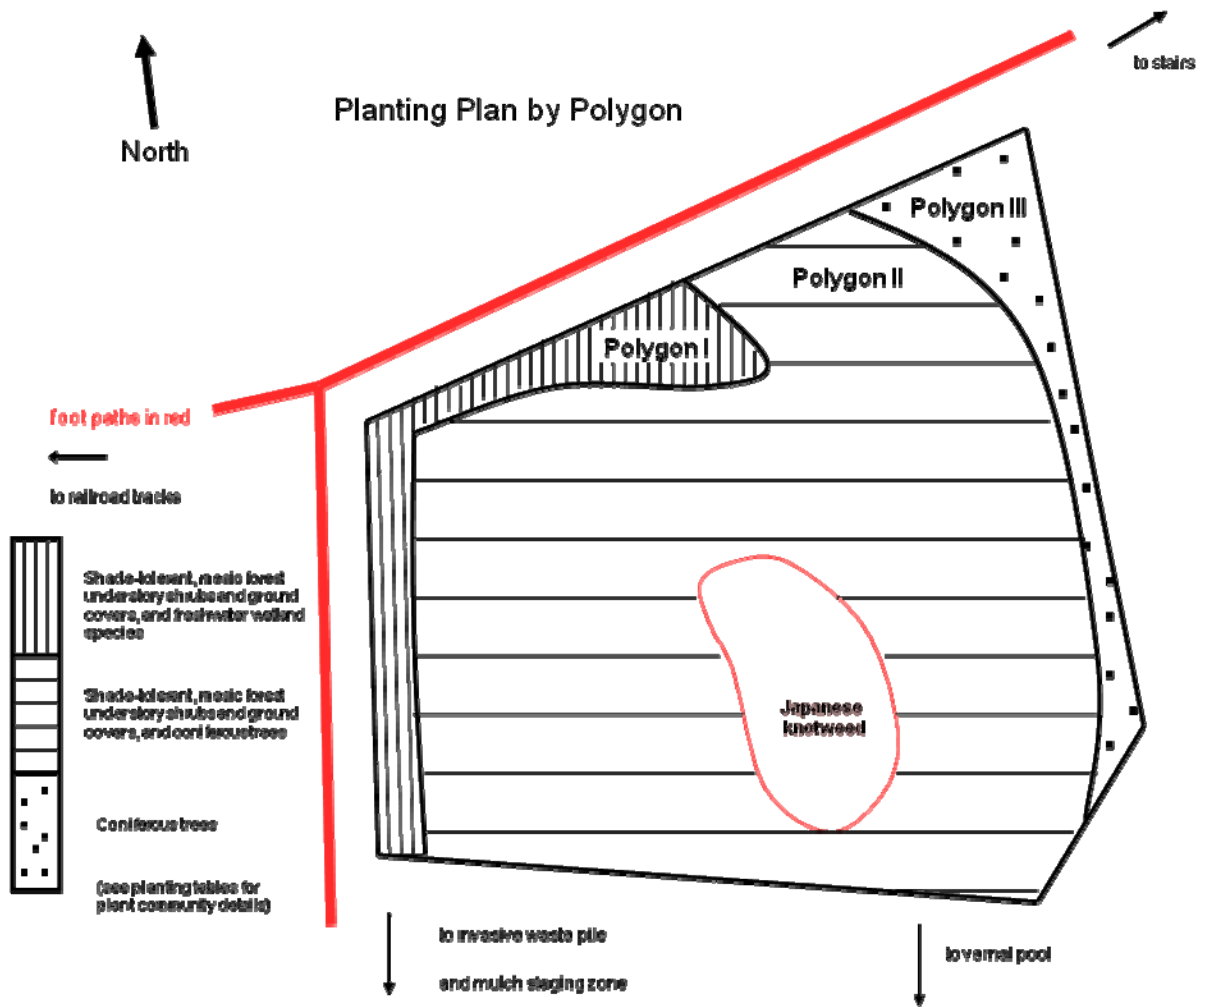 to stairs
Planting Plan by Polygon
North
Polygon III
Polygon II
Polygon I
foot paths in red
to railroad tracks
Shade-tolerant, mesic forest
understory shrubs and ground
covers, and freshwater wetland
species
Shade-tolerant, mesic forest
understory shrubs and ground
covers, and coniferous trees
Japanese
knotweed
Coniferous trees
(see planting tables for
plant community details)
to invasive waste pile
and mulch staging zone
to vernal pool